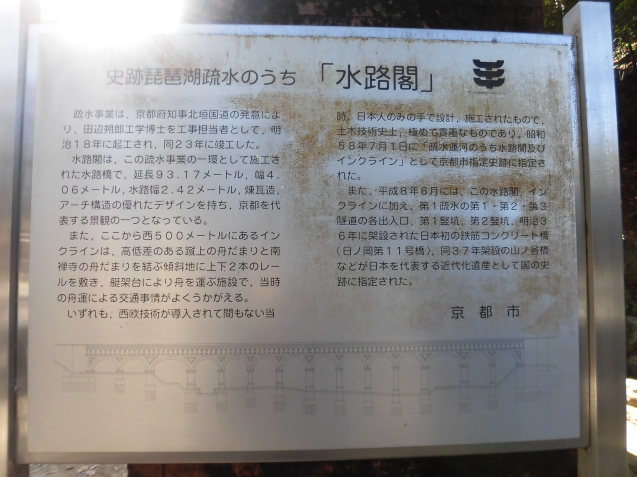 史跡琵琶湖疏水のうち 「水路閣」
疏水事業は、京都府知事北垣国道の発意によ
り、田辺朔郎工学博士を工事担当者として、明
治18年に起工され、同23年に竣工した。
水路閣は、この疏水事業の一環として施工さ
れた水路橋で、延長93.17メートル、幅4.
06メートル、水路幅2.42メートル、煉瓦造、
アーチ構造の優れたデザインを持ち、京都を代
表する景観の一つとなっている。
また、ここから西500メートルにあるイン
クラインは、高低差のある蹴上の舟だまりと南
禅寺の舟だまりを結ぶ傾斜地に上下2本のレー
ルを敷き、艇架台により舟を運ぶ施設で、当時
の舟運による交通事情がよくうかがえる。
いずれも、西欧技術が導入されて間もない当
時、日本人のみの手で設計、施工されたもので、
土木技術史上、極めて貴重なものであり、昭和
58年7月1日に「疏水運河のうち水路閣及び
インクライン」として京都市指定史跡に指定さ
れた。
また、平成8年6月には、この水路閣、イン
クラインに加え、第1疏水の第1・第2・第3
隧道の各出入口、第1竪坑、第2竪坑、明治3
6年に架設された日本初の鉄筋コンクリート橋
(日ノ岡第11号橋)、同37年架設の山ノ谷橋
などが日本を代表する近代化遺産として国の史
跡に指定された。
京都市